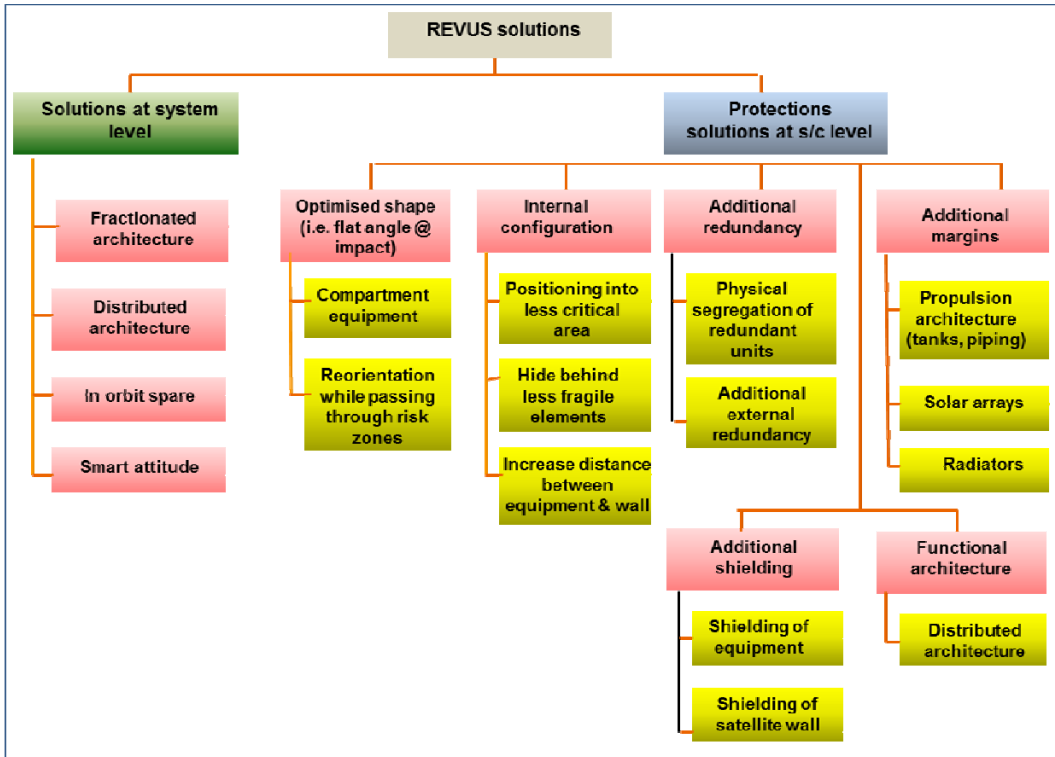 REVUS solutions
Solutions at system
level
Fractionated
architecture
Distributed
architecture
In orbit spare
Smart attitude
Protections
solutions at s/c level
Optimised shape
(i.e. flat angle @
impact)
Compartment
equipment
Reorientation
while passing
through risk
zones
Internal
configuration
Positioning into
less critical
area
Hide behind
less fragile
elements
Increase distance
between
equipment & wall
Additional
redundancy
Physical
segregation of
redundant
units
Additional
external
redundancy
Additional
margins
Propulsion
architecture
(tanks, piping)
Solar arrays
Radiators
Additional
shielding
Shielding of
equipment
Shielding of
satellite wall
Functional
architecture
Distributed
architecture